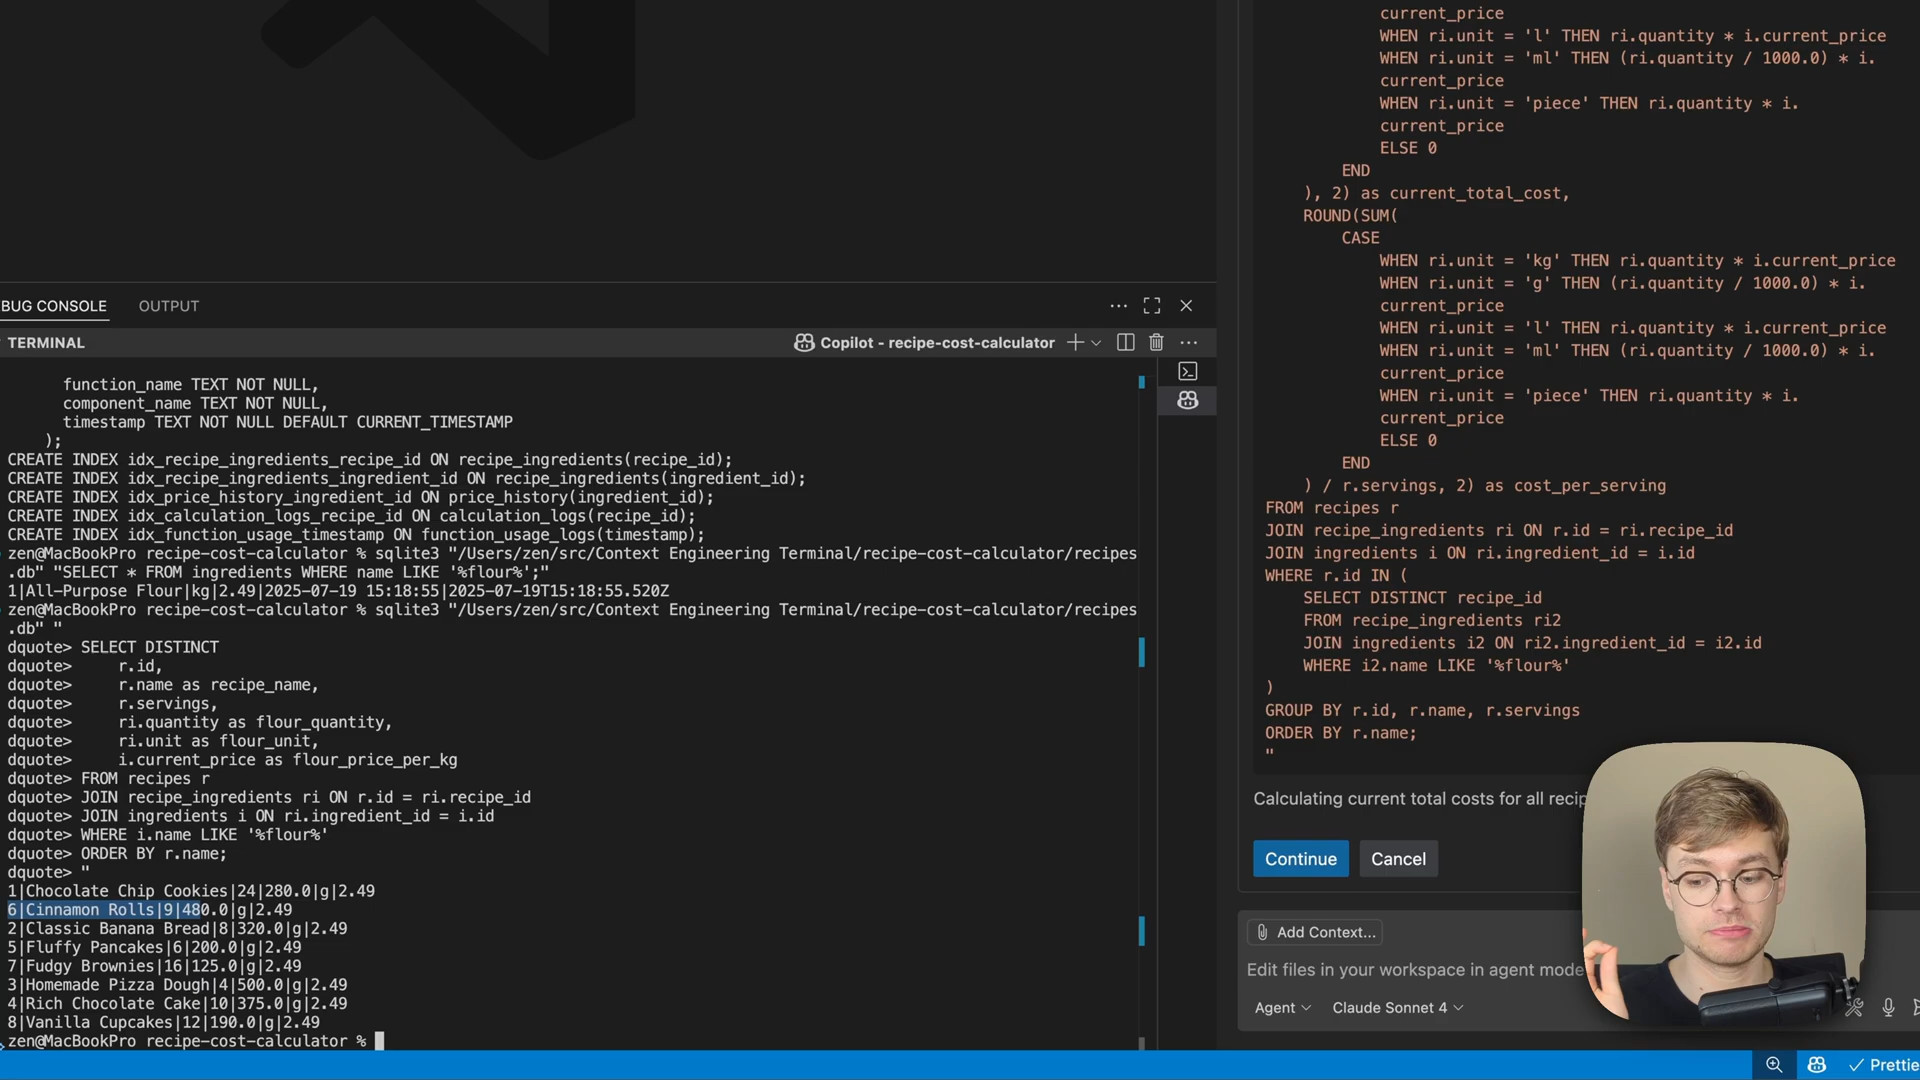 BUG CONSOLE
OUTPUT
TERMINAL
Copilot - recipe-cost-calculator
function_name TEXT NOT NULL,
component_name TEXT NOT NULL,
timestamp TEXT NOT NULL DEFAULT CURRENT_TIMESTAMP
);
CREATE INDEX idx_recipe_ingredients_recipe_id ON recipe_ingredients(recipe_id);
CREATE INDEX idx_recipe_ingredients_ingredient_id ON recipe_ingredients(ingredient_id);
CREATE INDEX idx_price_history_ingredient_id ON price_history(ingredient_id);
CREATE INDEX idx_calculation_logs_recipe_id ON calculation_logs(recipe_id);
CREATE INDEX idx_function_usage_timestamp ON function_usage_logs(timestamp);
zen@MacBookPro recipe-cost-calculator % sqlite3 "/Users/zen/src/Context Engineering Terminal/recipe-cost-calculator/recipes
.db" "SELECT * FROM ingredients WHERE name LIKE '%flour%';"
1|All-Purpose Flour|kg|2.49|2025-07-19 15:18:55|2025-07-19T15:18:55.520Z
zen@MacBookPro recipe-cost-calculator % sqlite3 "/Users/zen/src/Context Engineering Terminal/recipe-cost-calculator/recipes
.db" "
dquote> SELECT DISTINCT
dquote>     r.id,
dquote>     r.name as recipe_name,
dquote>     r.servings,
dquote>     ri.quantity as flour_quantity,
dquote>     ri.unit as flour_unit,
dquote>     i.current_price as flour_price_per_kg
dquote> FROM recipes r
dquote> JOIN recipe_ingredients ri ON r.id = ri.recipe_id
dquote> JOIN ingredients i ON ri.ingredient_id = i.id
dquote> WHERE i.name LIKE '%flour%'
dquote> ORDER BY r.name;
dquote> "
1|Chocolate Chip Cookies|24|280.0|g|2.49
6|Cinnamon Rolls|9|480.0|g|2.49
2|Classic Banana Bread|8|320.0|g|2.49
5|Fluffy Pancakes|6|200.0|g|2.49
7|Fudgy Brownies|16|125.0|g|2.49
3|Homemade Pizza Dough|4|500.0|g|2.49
4|Rich Chocolate Cake|10|375.0|g|2.49
8|Vanilla Cupcakes|12|190.0|g|2.49
zen@MacBookPro recipe-cost-calculator %
current_price
WHEN ri.unit = 'l' THEN ri.quantity * i.current_price
WHEN ri.unit = 'ml' THEN (ri.quantity / 1000.0) * i.
current_price
WHEN ri.unit = 'piece' THEN ri.quantity * i.
current_price
ELSE 0
END
), 2) as current_total_cost,
ROUND(SUM(
CASE
WHEN ri.unit = 'kg' THEN ri.quantity * i.current_price
WHEN ri.unit = 'g' THEN (ri.quantity / 1000.0) * i.
current_price
WHEN ri.unit = 'l' THEN ri.quantity * i.current_price
WHEN ri.unit = 'ml' THEN (ri.quantity / 1000.0) * i.
current_price
WHEN ri.unit = 'piece' THEN ri.quantity * i.
current_price
ELSE 0
END
) / r.servings, 2) as cost_per_serving
FROM recipes r
JOIN recipe_ingredients ri ON r.id = ri.recipe_id
JOIN ingredients i ON ri.ingredient_id = i.id
WHERE r.id IN (
SELECT DISTINCT recipe_id
FROM recipe_ingredients ri2
JOIN ingredients i2 ON ri2.ingredient_id = i2.id
WHERE i2.name LIKE '%flour%'
)
GROUP BY r.id, r.name, r.servings
ORDER BY r.name;
"
Calculating current total costs for all recip
Continue
Cancel
Add Context...
Edit files in your workspace in agent mode
Agent
Claude Sonnet 4
Prettie